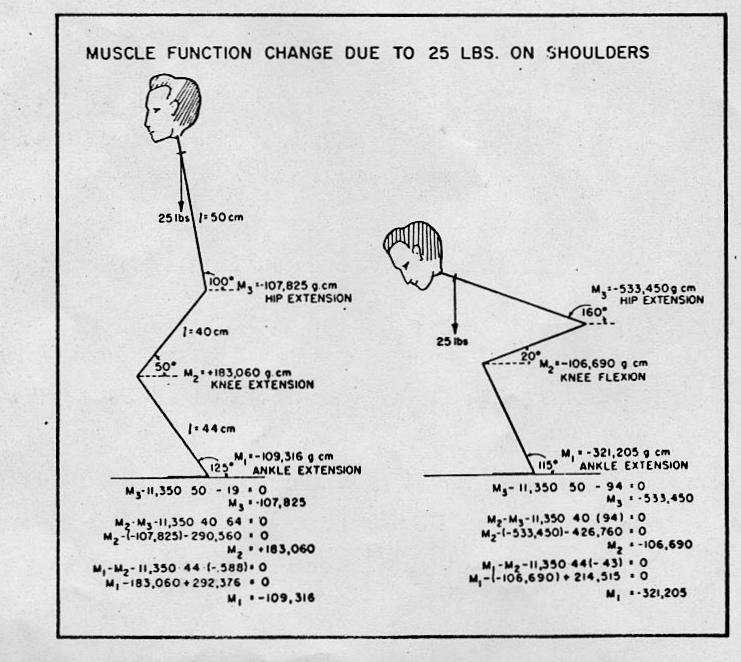 MUSCLE FUNCTION CHANGE DUE TO 25 LBS. ON SHOULDERS
25 lbs
l = 50 cm
100°
M3 = -107,825 g.cm
HIP EXTENSION
l = 40 cm
50°
M2 = +183,060 g.cm
KNEE EXTENSION
l = 44 cm
125°
M1 = -109,316 g cm
ANKLE EXTENSION
M3-11,350 50 - 19 = 0
M3 = -107,825
M2-M3-11,350 40 64 = 0
M2-(-107,825)-290,560 = 0
M2 = +183,060
M1-M2-11,350·44·(-.588) = 0
M1-183,060+292,376 = 0
M1 = -109,316
25 lbs
M3 = -533,450 g cm
HIP EXTENSION
160°
20°
M2 = -106,690 g cm
KNEE FLEXION
115°
M1 = -321,205 g cm
ANKLE EXTENSION
M3-11,350 50 - 94 = 0
M3 = -533,450
M2-M3-11,350 40 (94) = 0
M2-(-533,450)-426,760 = 0
M2 = -106,690
M1-M2-11,350·44(-43) = 0
M1-(-106,690)+214,515 = 0
M1 = -321,205